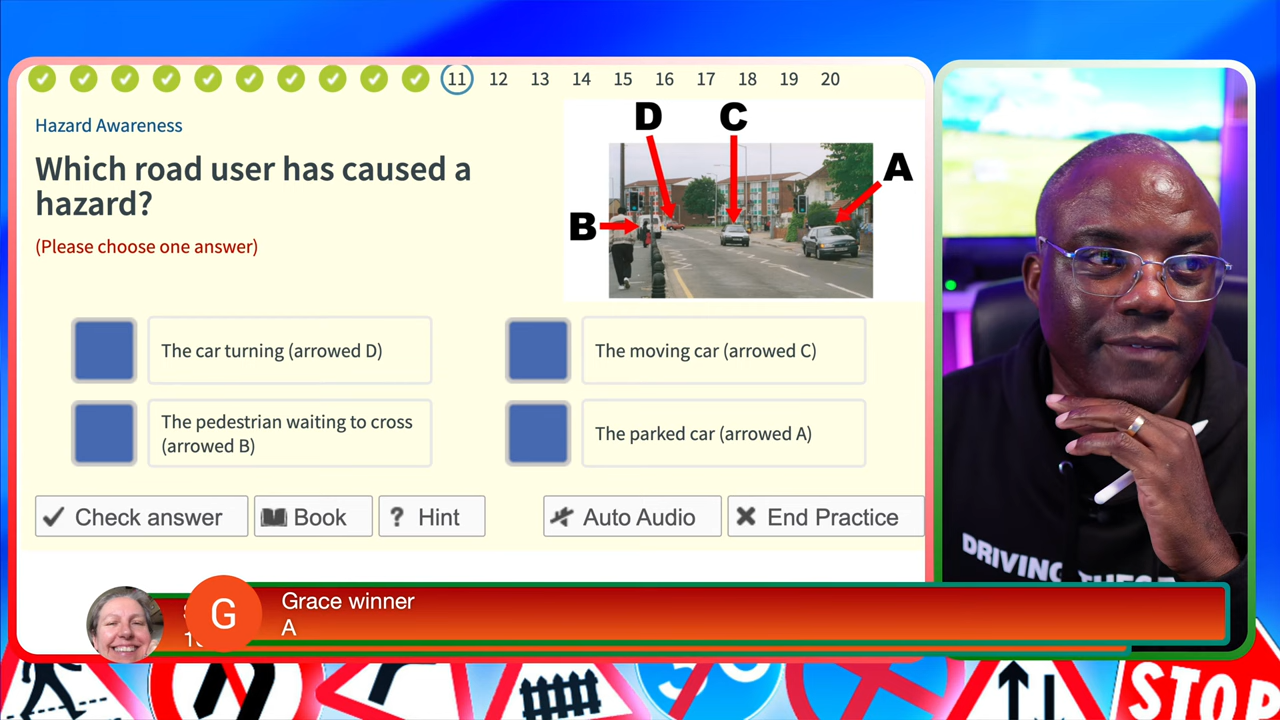 11 12 13 14 15 16 17 18 19 20
Hazard Awareness
Which road user has caused a
hazard?
(Please choose one answer)
D C
A
B
The car turning (arrowed D)
The moving car (arrowed C)
The pedestrian waiting to cross
(arrowed B)
The parked car (arrowed A)
Check answer
Book
? Hint
Auto Audio
End Practice
DRIVING
Grace winner
A
G
STOP